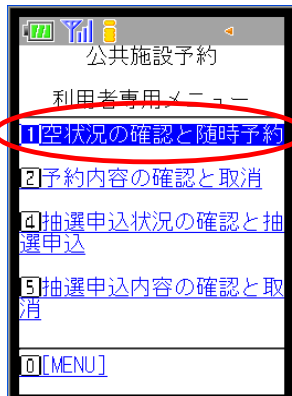 公共施設予約
利用者専用メニュー
1空状況の確認と随時予約
2予約内容の確認と取消
4抽選申込状況の確認と抽
選申込
5抽選申込内容の確認と取
消
0[MENU]